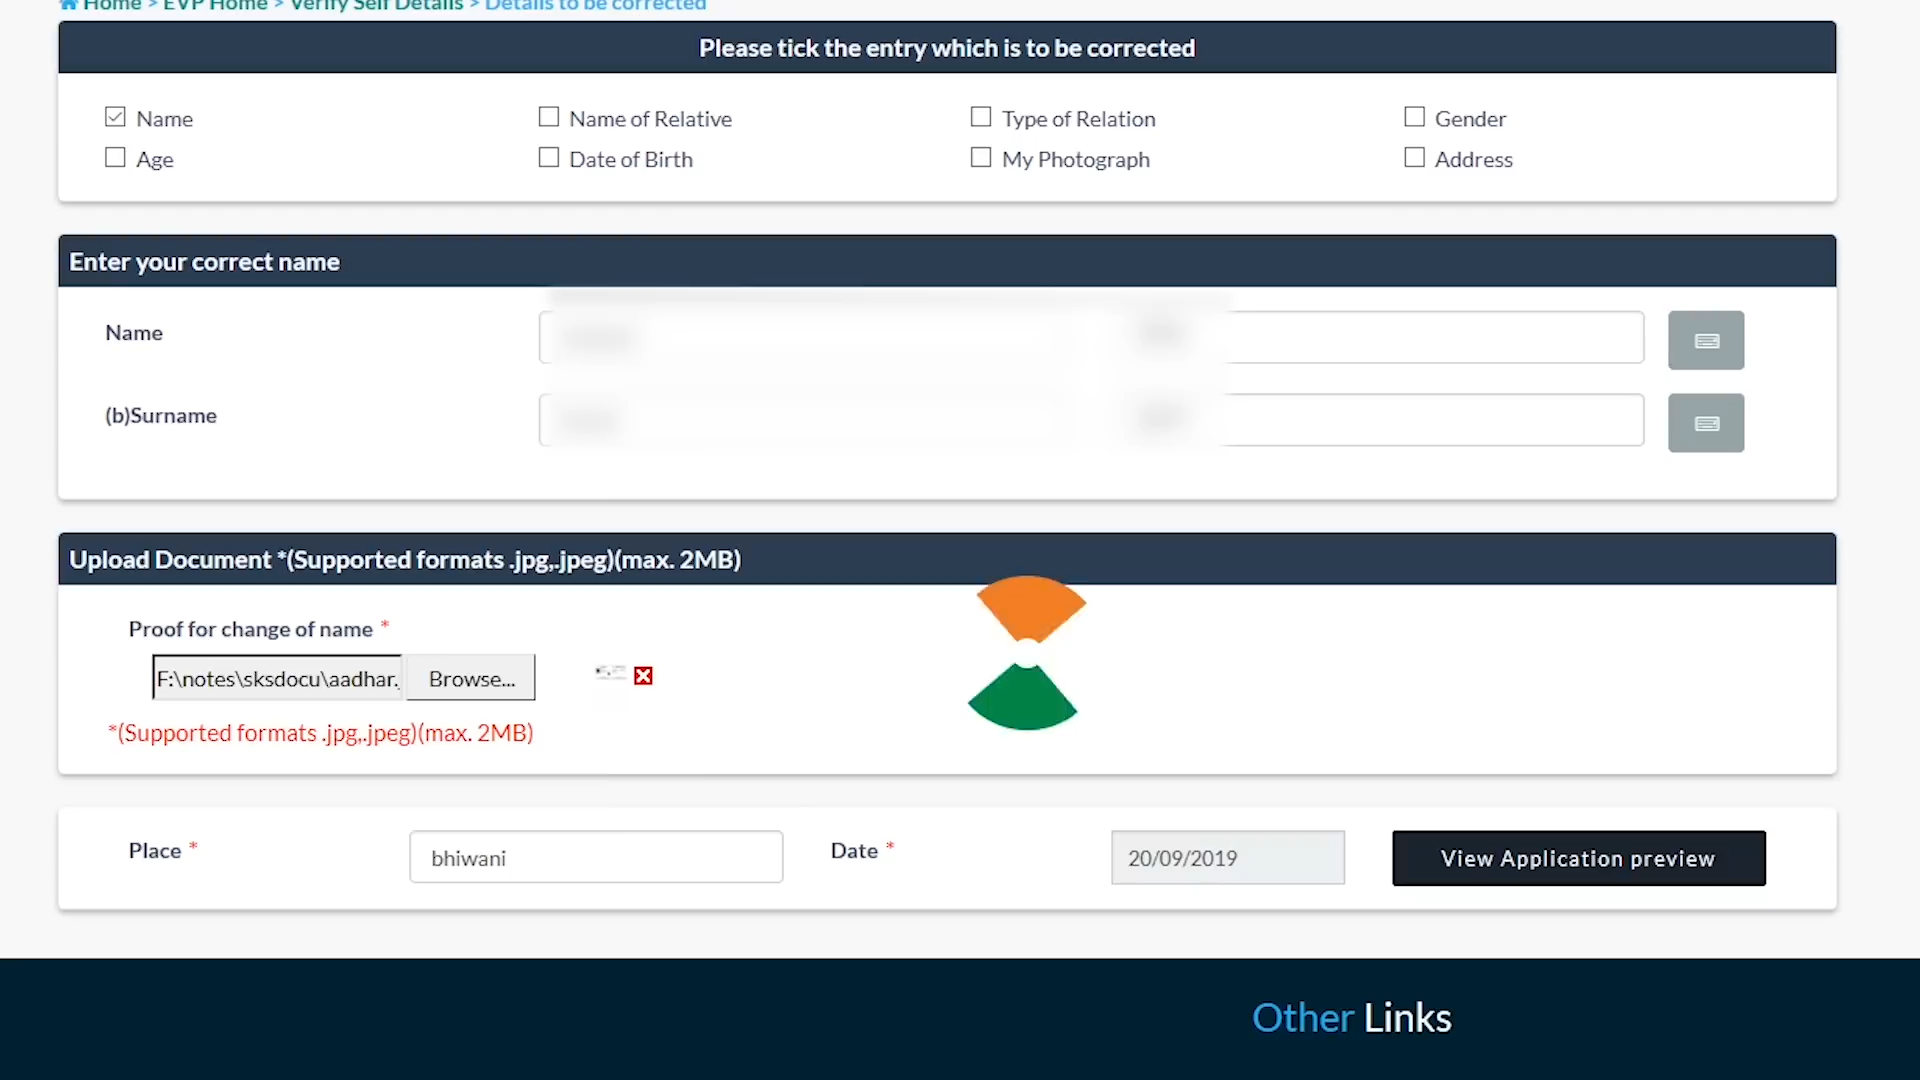 Home > EVP Home > Verify Self Details > Details to be corrected
Please tick the entry which is to be corrected
Name Name of Relative Type of Relation Gender
Age Date of Birth My Photograph Address
Enter your correct name
Name
(b)Surname
Upload Document *(Supported formats .jpg,.jpeg)(max. 2MB)
Proof for change of name *
F:\notes\sksdocu\aadhar. Browse...
*(Supported formats .jpg,.jpeg)(max. 2MB)
Place * bhiwani Date * 20/09/2019 View Application preview
Other Links